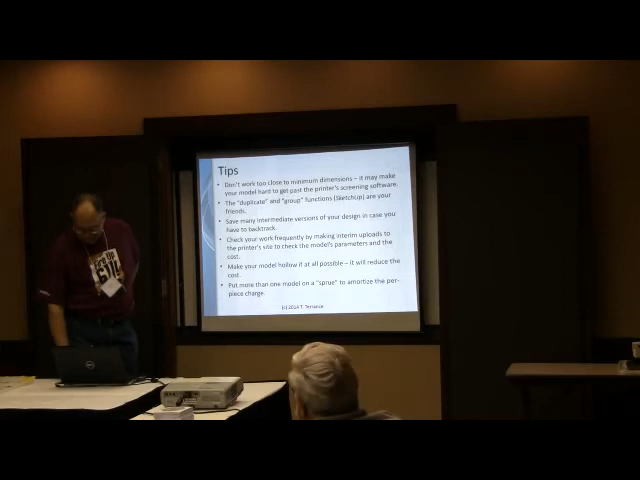 Tips
• Don't work too close to minimum dimensions – it may make
your model hard to get past the printer's screening software.
• The "duplicate" and "group" functions (SketchUp) are your
friends.
• Save many intermediate versions of your design in case you
have to backtrack.
• Check your work frequently by making interim uploads to
the printer's site to check the model's parameters and the
cost.
• Make your model hollow if at all possible – it will reduce the
cost
• Put more than one model on a "sprue" to amortize the per-
piece charge.
(c) 2014 T. Terrance
DELL